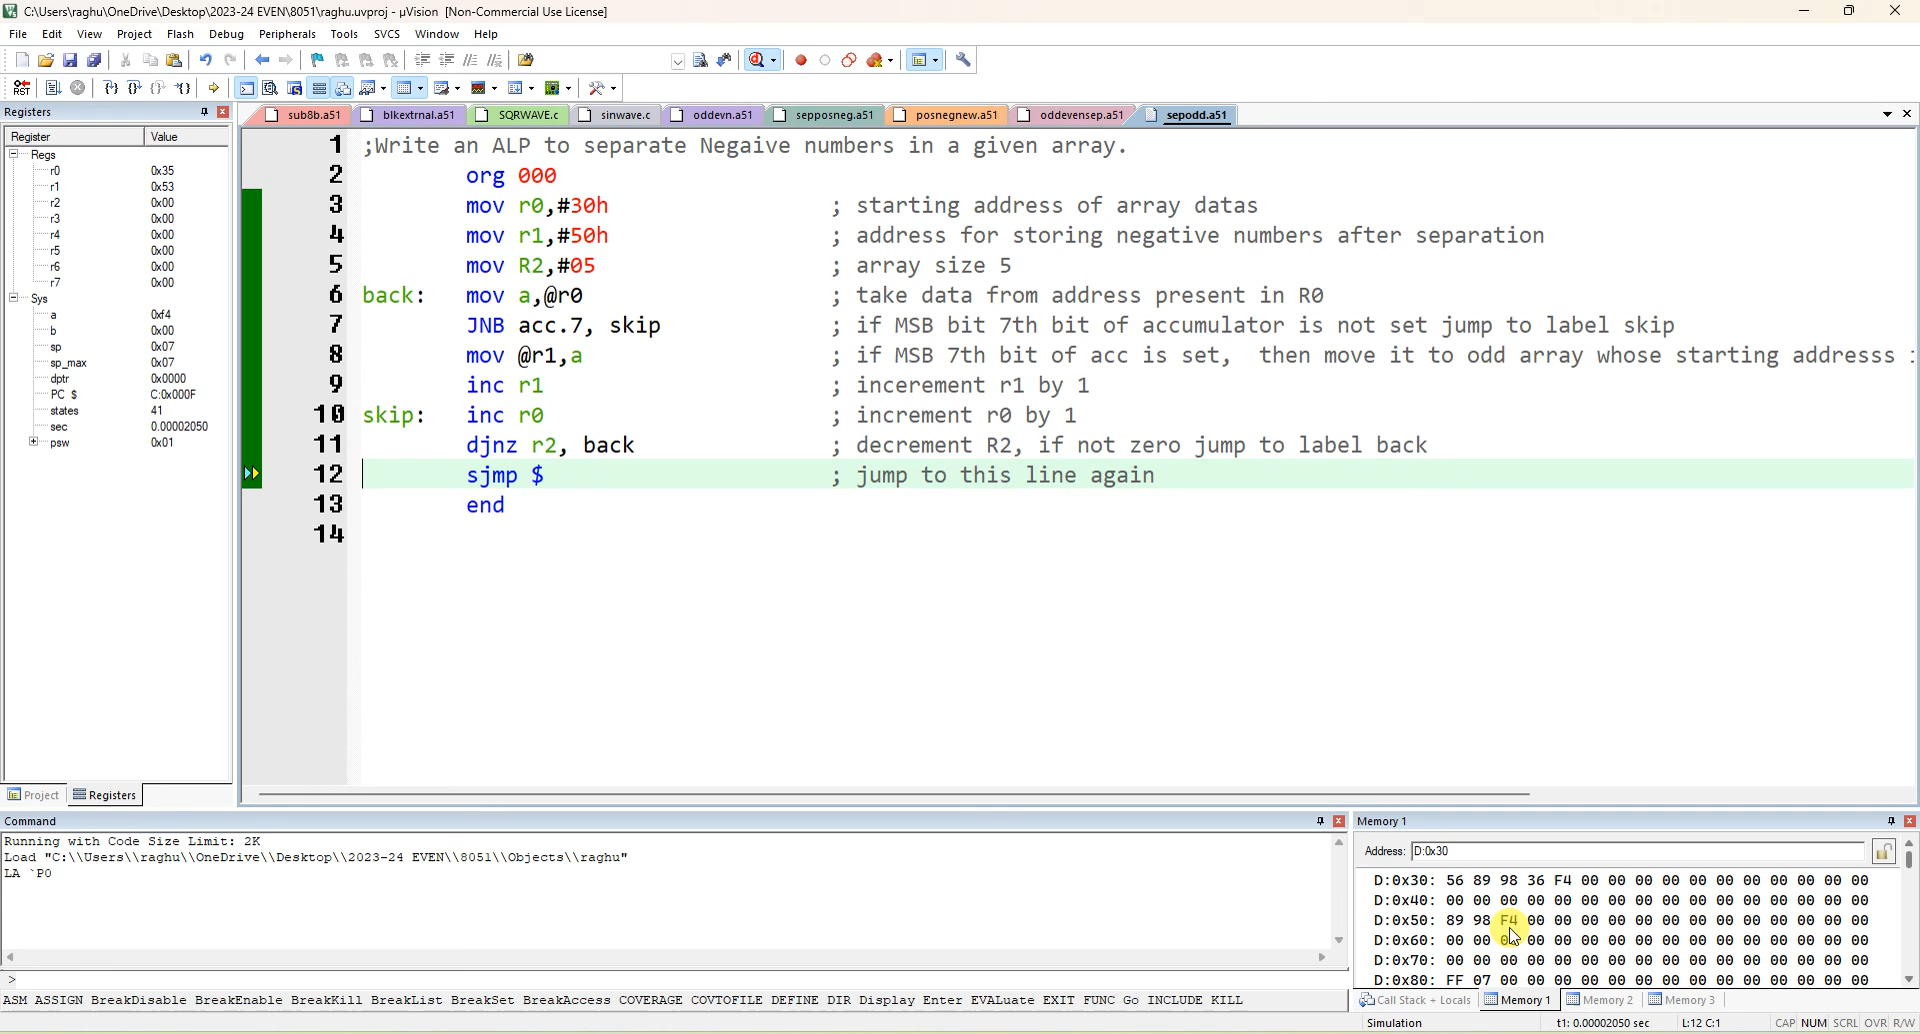 C:\Users\raghu\OneDrive\Desktop\2023-24 EVEN\8051\raghu.uvproj - µVision [Non-Commercial Use License]
File Edit View Project Flash Debug Peripherals Tools SVCS Window Help
RST
Registers
sub8b.a51 blkextrnal.a51 SQRWAVE.c sinwave.c oddevn.a51 sepposneg.a51 posnegnew.a51 oddevensep.a51 sepodd.a51
Register Value
Regs
r0 0x35
r1 0x53
r2 0x00
r3 0x00
r4 0x00
r5 0x00
r6 0x00
r7 0x00
Sys
a 0xf4
b 0x00
sp 0x07
sp_max 0x07
dptr 0x0000
PC $ C:0x000F
states 41
sec 0.00002050
psw 0x01
1 ;Write an ALP to separate Negaive numbers in a given array.
2 org 000
3 mov r0,#30h ; starting address of array datas
4 mov r1,#50h ; address for storing negative numbers after separation
5 mov R2,#05 ; array size 5
6 back: mov a,@r0 ; take data from address present in R0
7 JNB acc.7, skip ; if MSB bit 7th bit of accumulator is not set jump to label skip
8 mov @r1,a ; if MSB 7th bit of acc is set, then move it to odd array whose starting addresss
9 inc r1 ; incerement r1 by 1
10 skip: inc r0 ; increment r0 by 1
11 djnz r2, back ; decrement R2, if not zero jump to label back
12 sjmp $ ; jump to this line again
13 end
14
Project Registers
Command
Running with Code Size Limit: 2K
Load "C:\\Users\\raghu\\OneDrive\\Desktop\\2023-24 EVEN\\8051\\Objects\\raghu"
LA `P0
>
ASM ASSIGN BreakDisable BreakEnable BreakKill BreakList BreakSet BreakAccess COVERAGE COVTOFILE DEFINE DIR Display Enter EVALuate EXIT FUNC Go INCLUDE KILL
Memory 1
Address: D:0x30
D:0x30: 56 89 98 36 F4 00 00 00 00 00 00 00 00 00 00 00
D:0x40: 00 00 00 00 00 00 00 00 00 00 00 00 00 00 00 00
D:0x50: 89 98 F4 00 00 00 00 00 00 00 00 00 00 00 00 00
D:0x60: 00 00 00 00 00 00 00 00 00 00 00 00 00 00 00
D:0x70: 00 00 00 00 00 00 00 00 00 00 00 00 00 00 00 00
D:0x80: FF 07 00 00 00 00 00 00 00 00 00 00 00 00 00 00
Call Stack + Locals Memory 1 Memory 2 Memory 3
Simulation t1: 0.00002050 sec L:12 C:1 CAP NUM SCRL OVR R/W